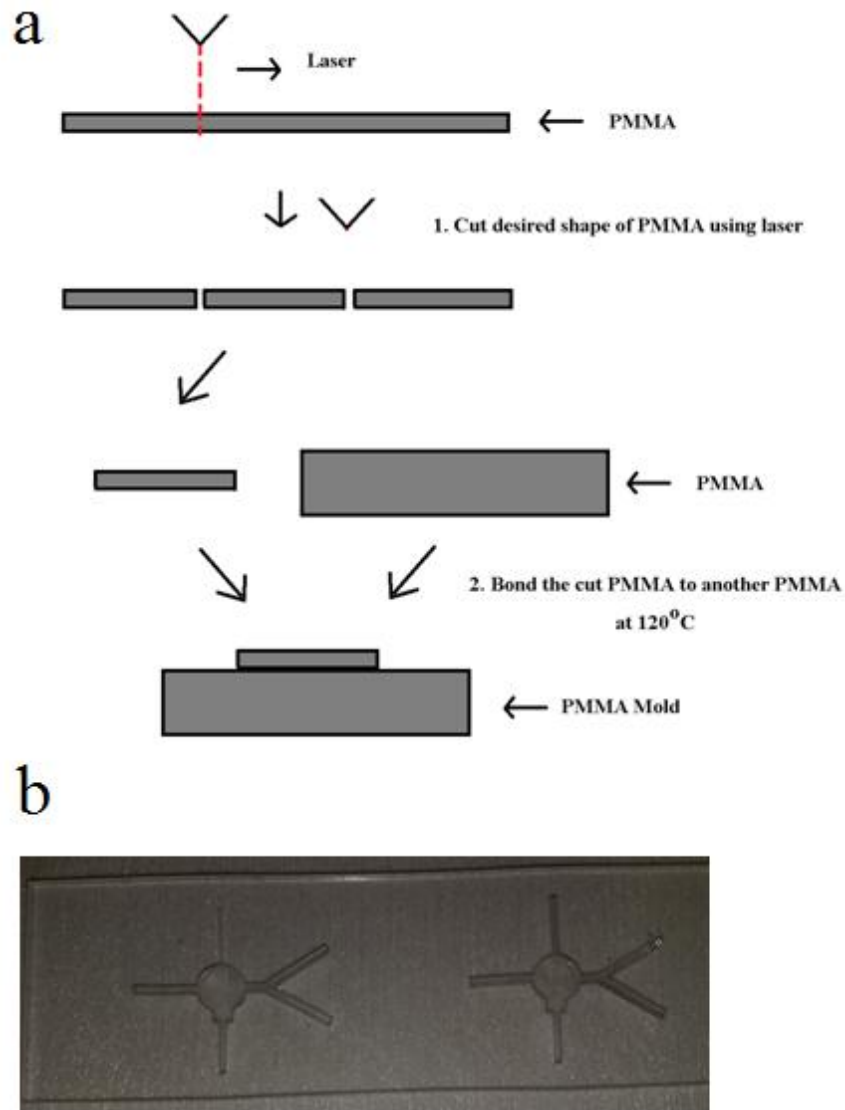 a
Laser
PMMA
1. Cut desired shape of PMMA using laser
PMMA
2. Bond the cut PMMA to another PMMA
at 120°C
PMMA Mold
b